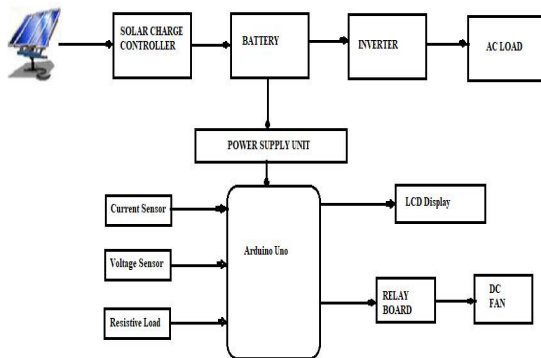 SOLAR CHARGE
CONTROLLER
BATTERY
INVERTER
AC LOAD
POWER SUPPLY UNIT
Current Sensor
Voltage Sensor
Resistive Load
Arduino Uno
LCD Display
RELAY
BOARD
DC
FAN